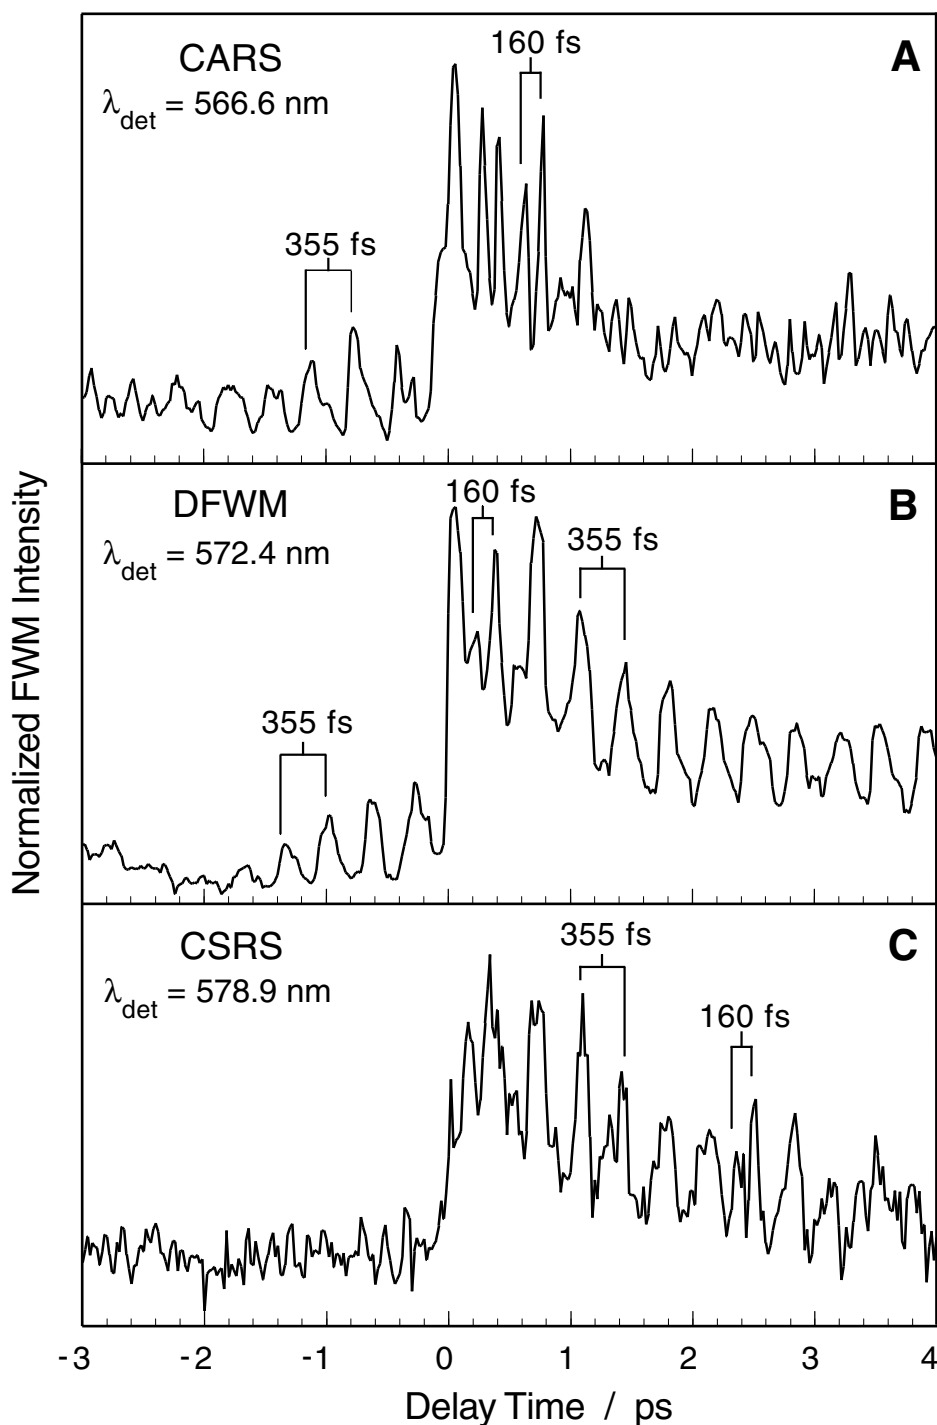 CARS
λdet = 566.6 nm
160 fs
A
355 fs
DFWM
λdet = 572.4 nm
160 fs
355 fs
B
355 fs
CSRS
λdet = 578.9 nm
355 fs
160 fs
C
Normalized FWM Intensity
-3 -2 -1 0 1 2 3 4
Delay Time / ps